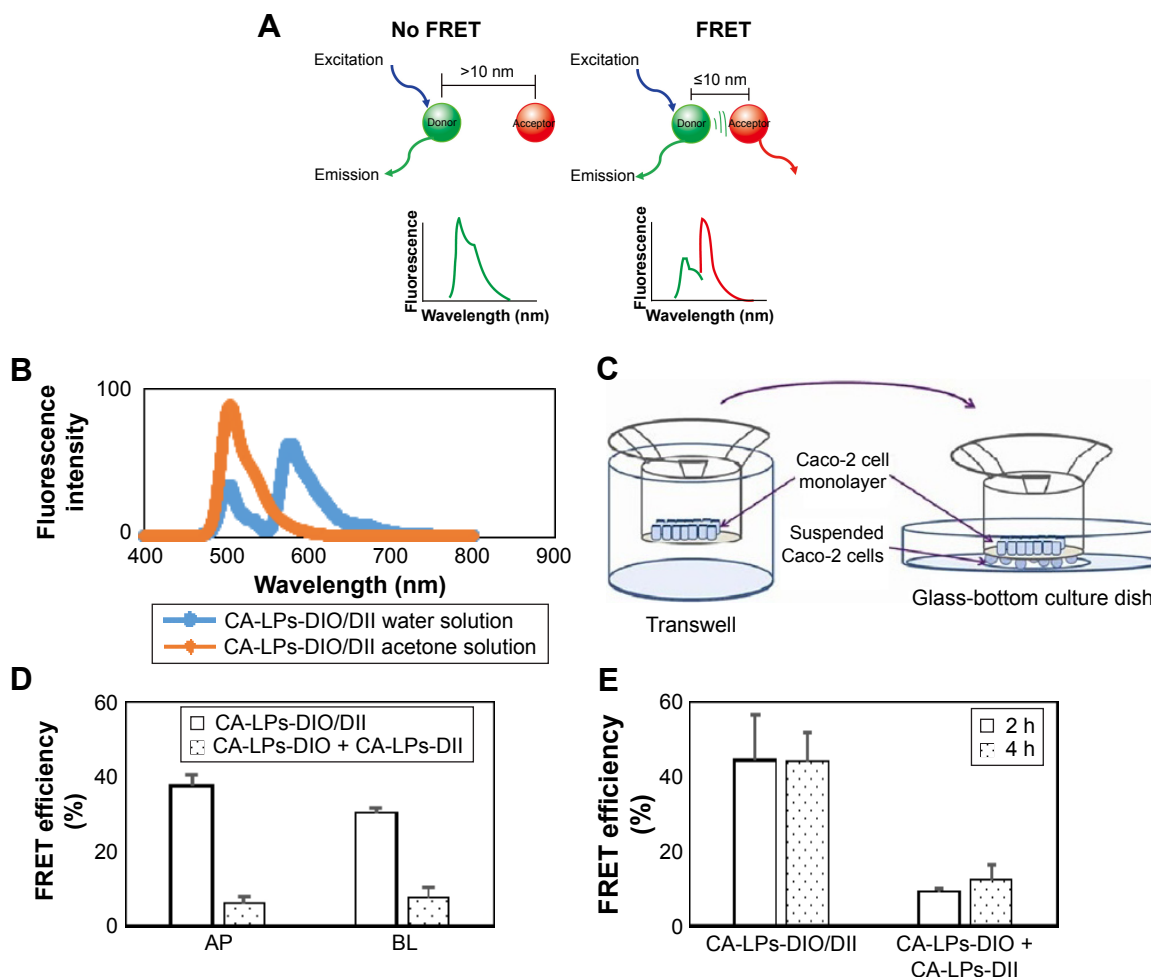 A
No FRET
FRET
Excitation
>10 nm
Donor
Acceptor
Emission
Excitation
≤10 nm
Donor
Acceptor
Emission
Fluorescence
Wavelength (nm)
Fluorescence
Wavelength (nm)
B
Fluorescence
intensity
100
0
400 500 600 700 800 900
Wavelength (nm)
CA-LPs-DIO/DII water solution
CA-LPs-DIO/DII acetone solution
C
Caco-2 cell
monolayer
Suspended
Caco-2 cells
Transwell
Glass-bottom culture dish
D
FRET efficiency
(%)
60
40
20
0
CA-LPs-DIO/DII
CA-LPs-DIO + CA-LPs-DII
AP BL
E
FRET efficiency
(%)
60
40
20
0
2 h
4 h
CA-LPs-DIO/DII
CA-LPs-DIO +
CA-LPs-DII